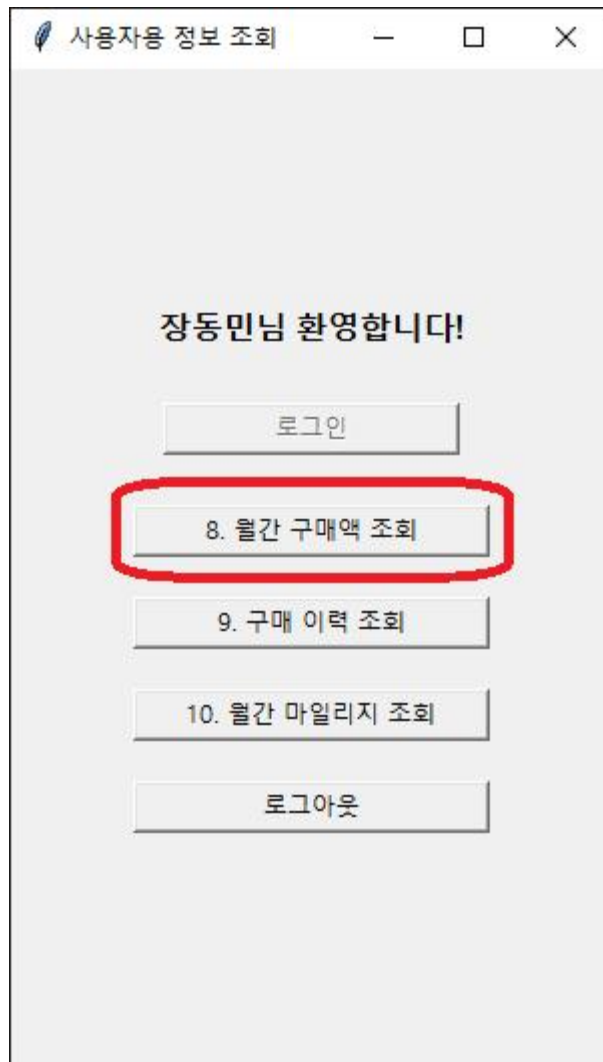 사용자용 정보 조회
장동민님 환영합니다!
로그인
8. 월간 구매액 조회
9. 구매 이력 조회
10. 월간 마일리지 조회
로그아웃